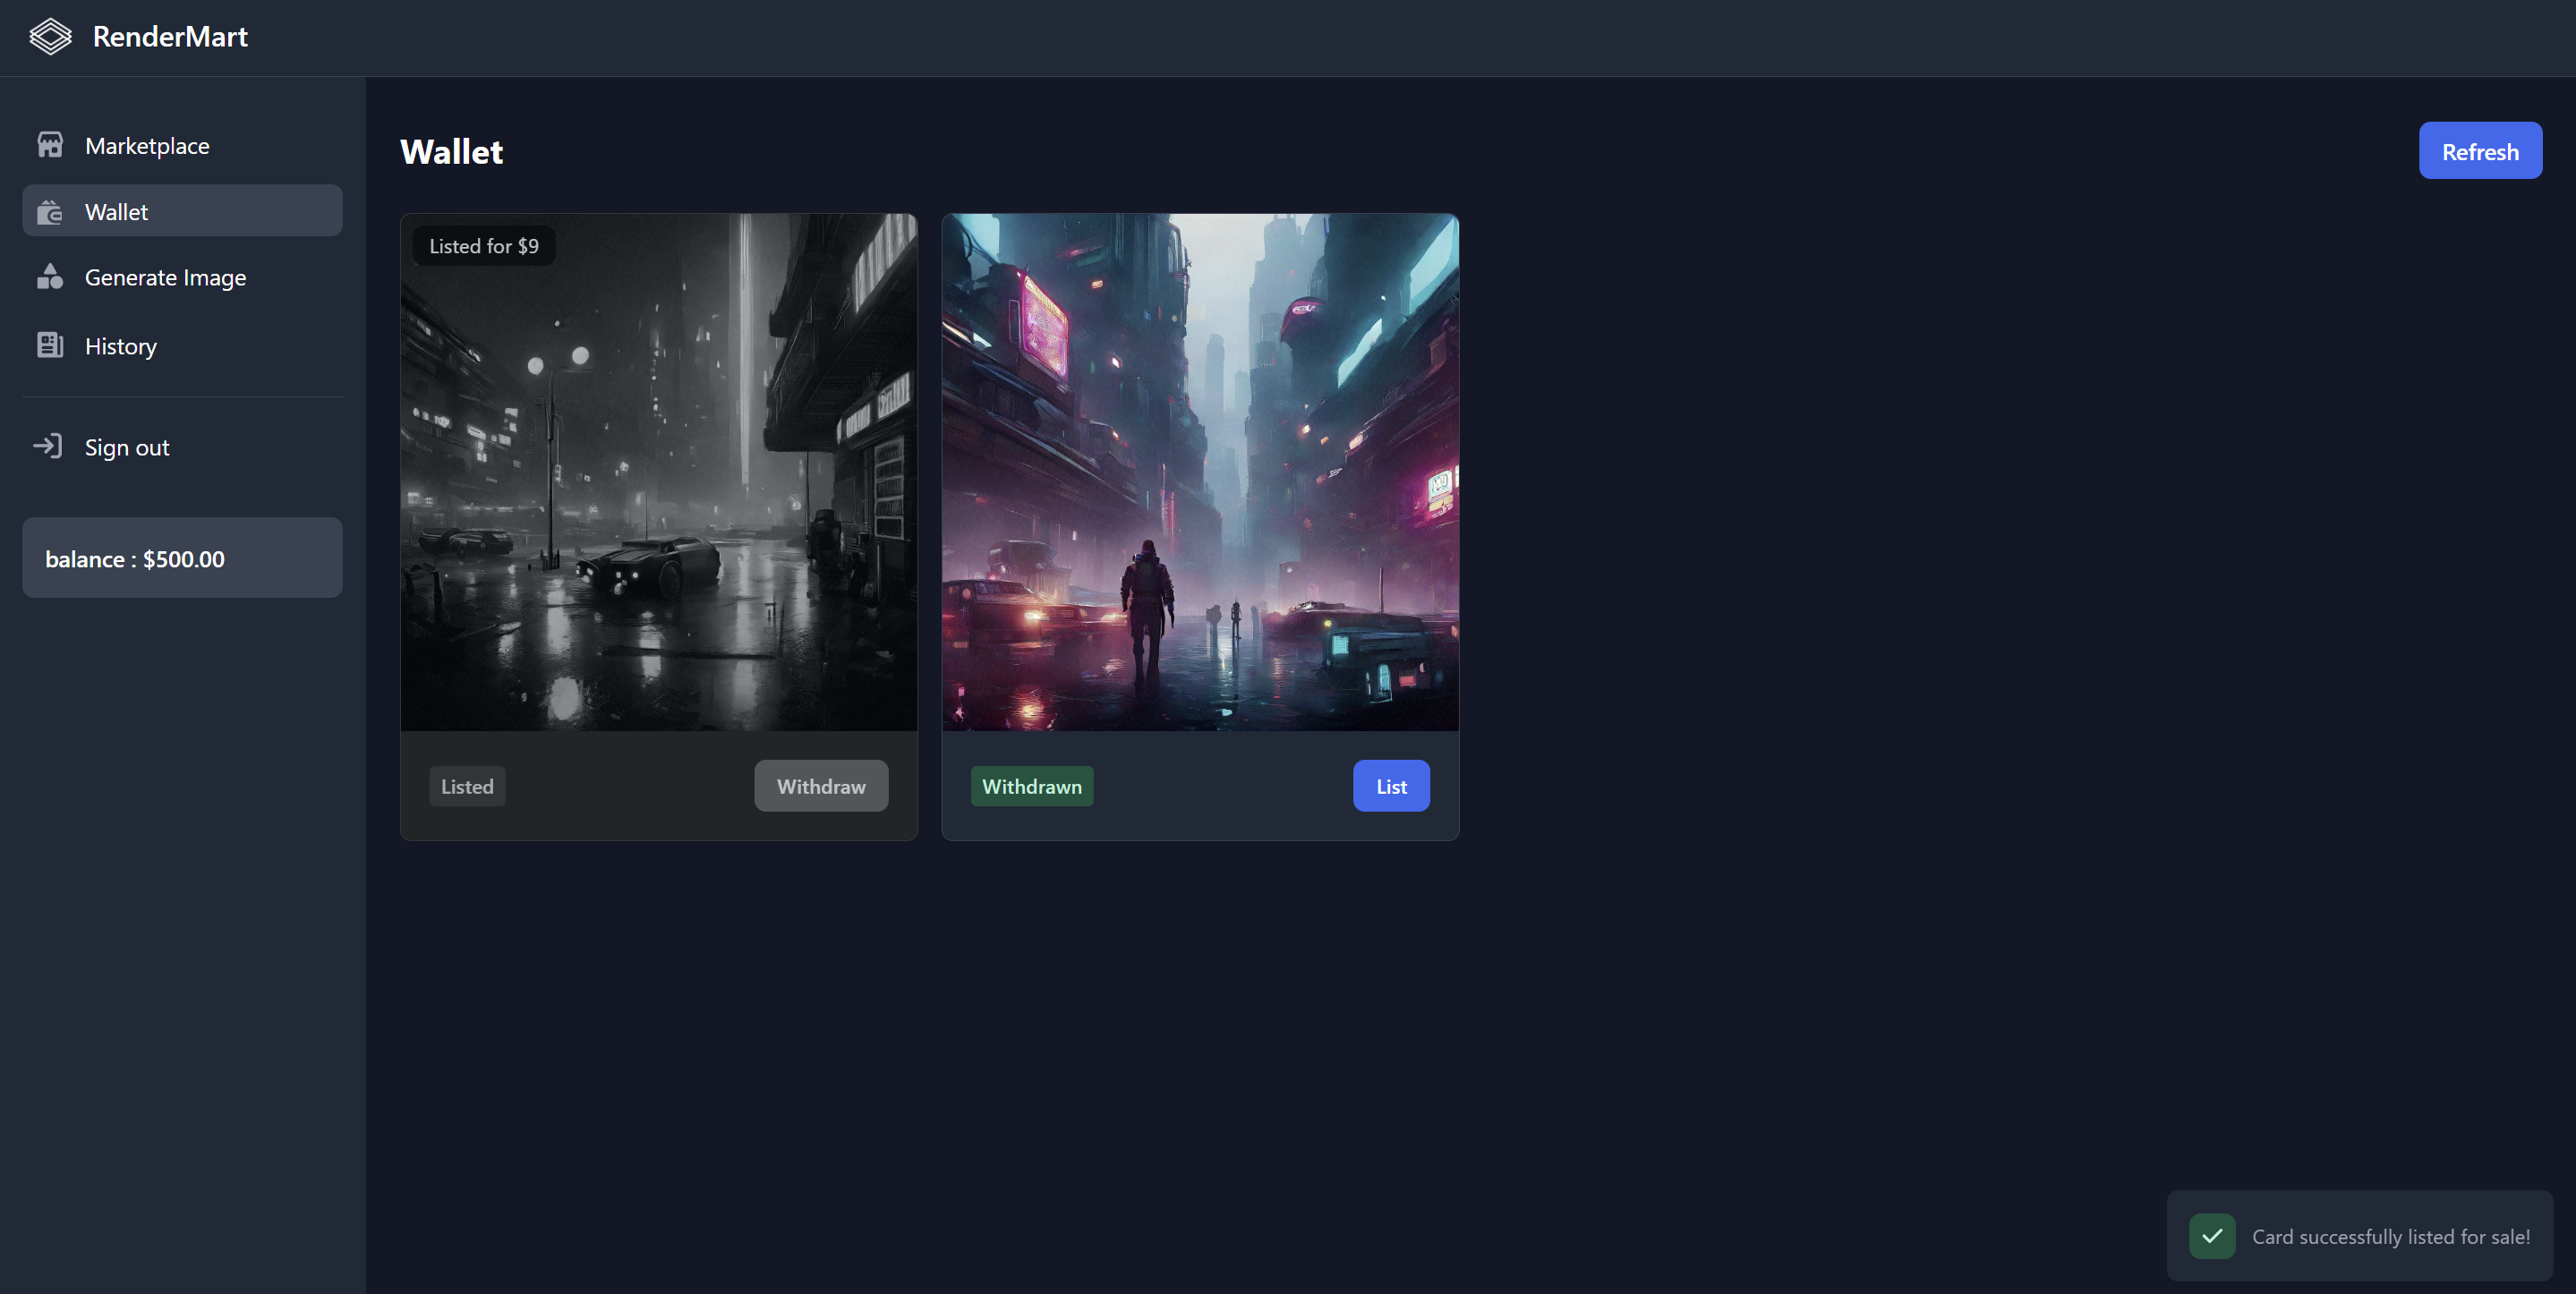 RenderMart
Marketplace
Wallet
Generate Image
History
Sign out
balance : $500.00
Wallet
Refresh
Listed for $9
Listed
Withdraw
Withdrawn
List
Card successfully listed for sale!